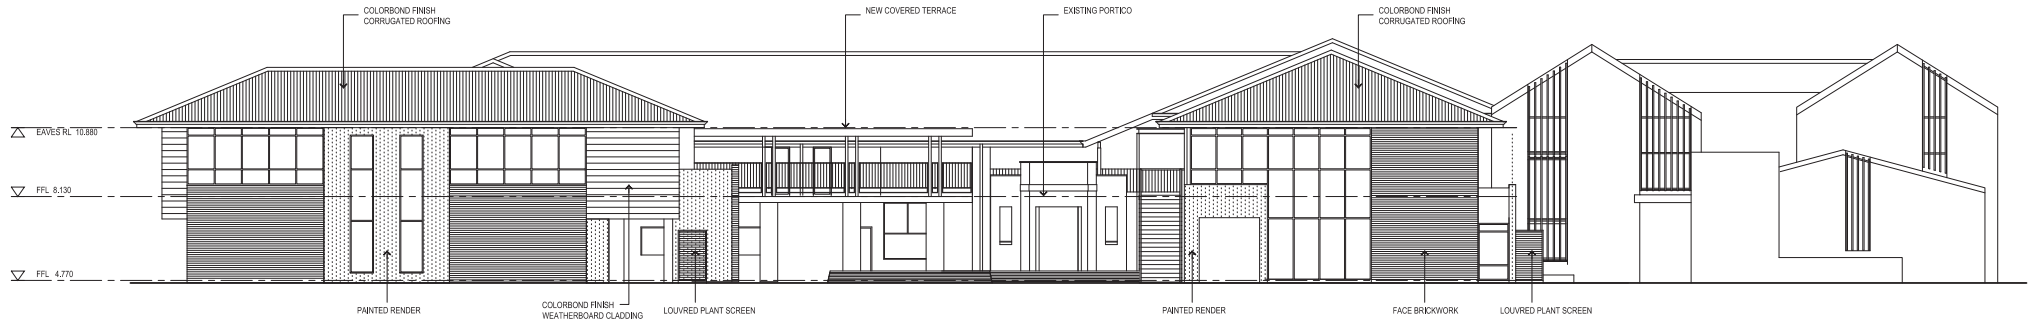 COLORBOND FINISH
CORRUGATED ROOFING
NEW COVERED TERRACE
EXISTING PORTICO
COLORBOND FINISH
CORRUGATED ROOFING
EAVES RL 10.880
FFL 8.130
FFL 4.770
PAINTED RENDER
COLORBOND FINISH
WEATHERBOARD CLADDING
LOUVRED PLANT SCREEN
PAINTED RENDER
FACE BRICKWORK
LOUVRED PLANT SCREEN